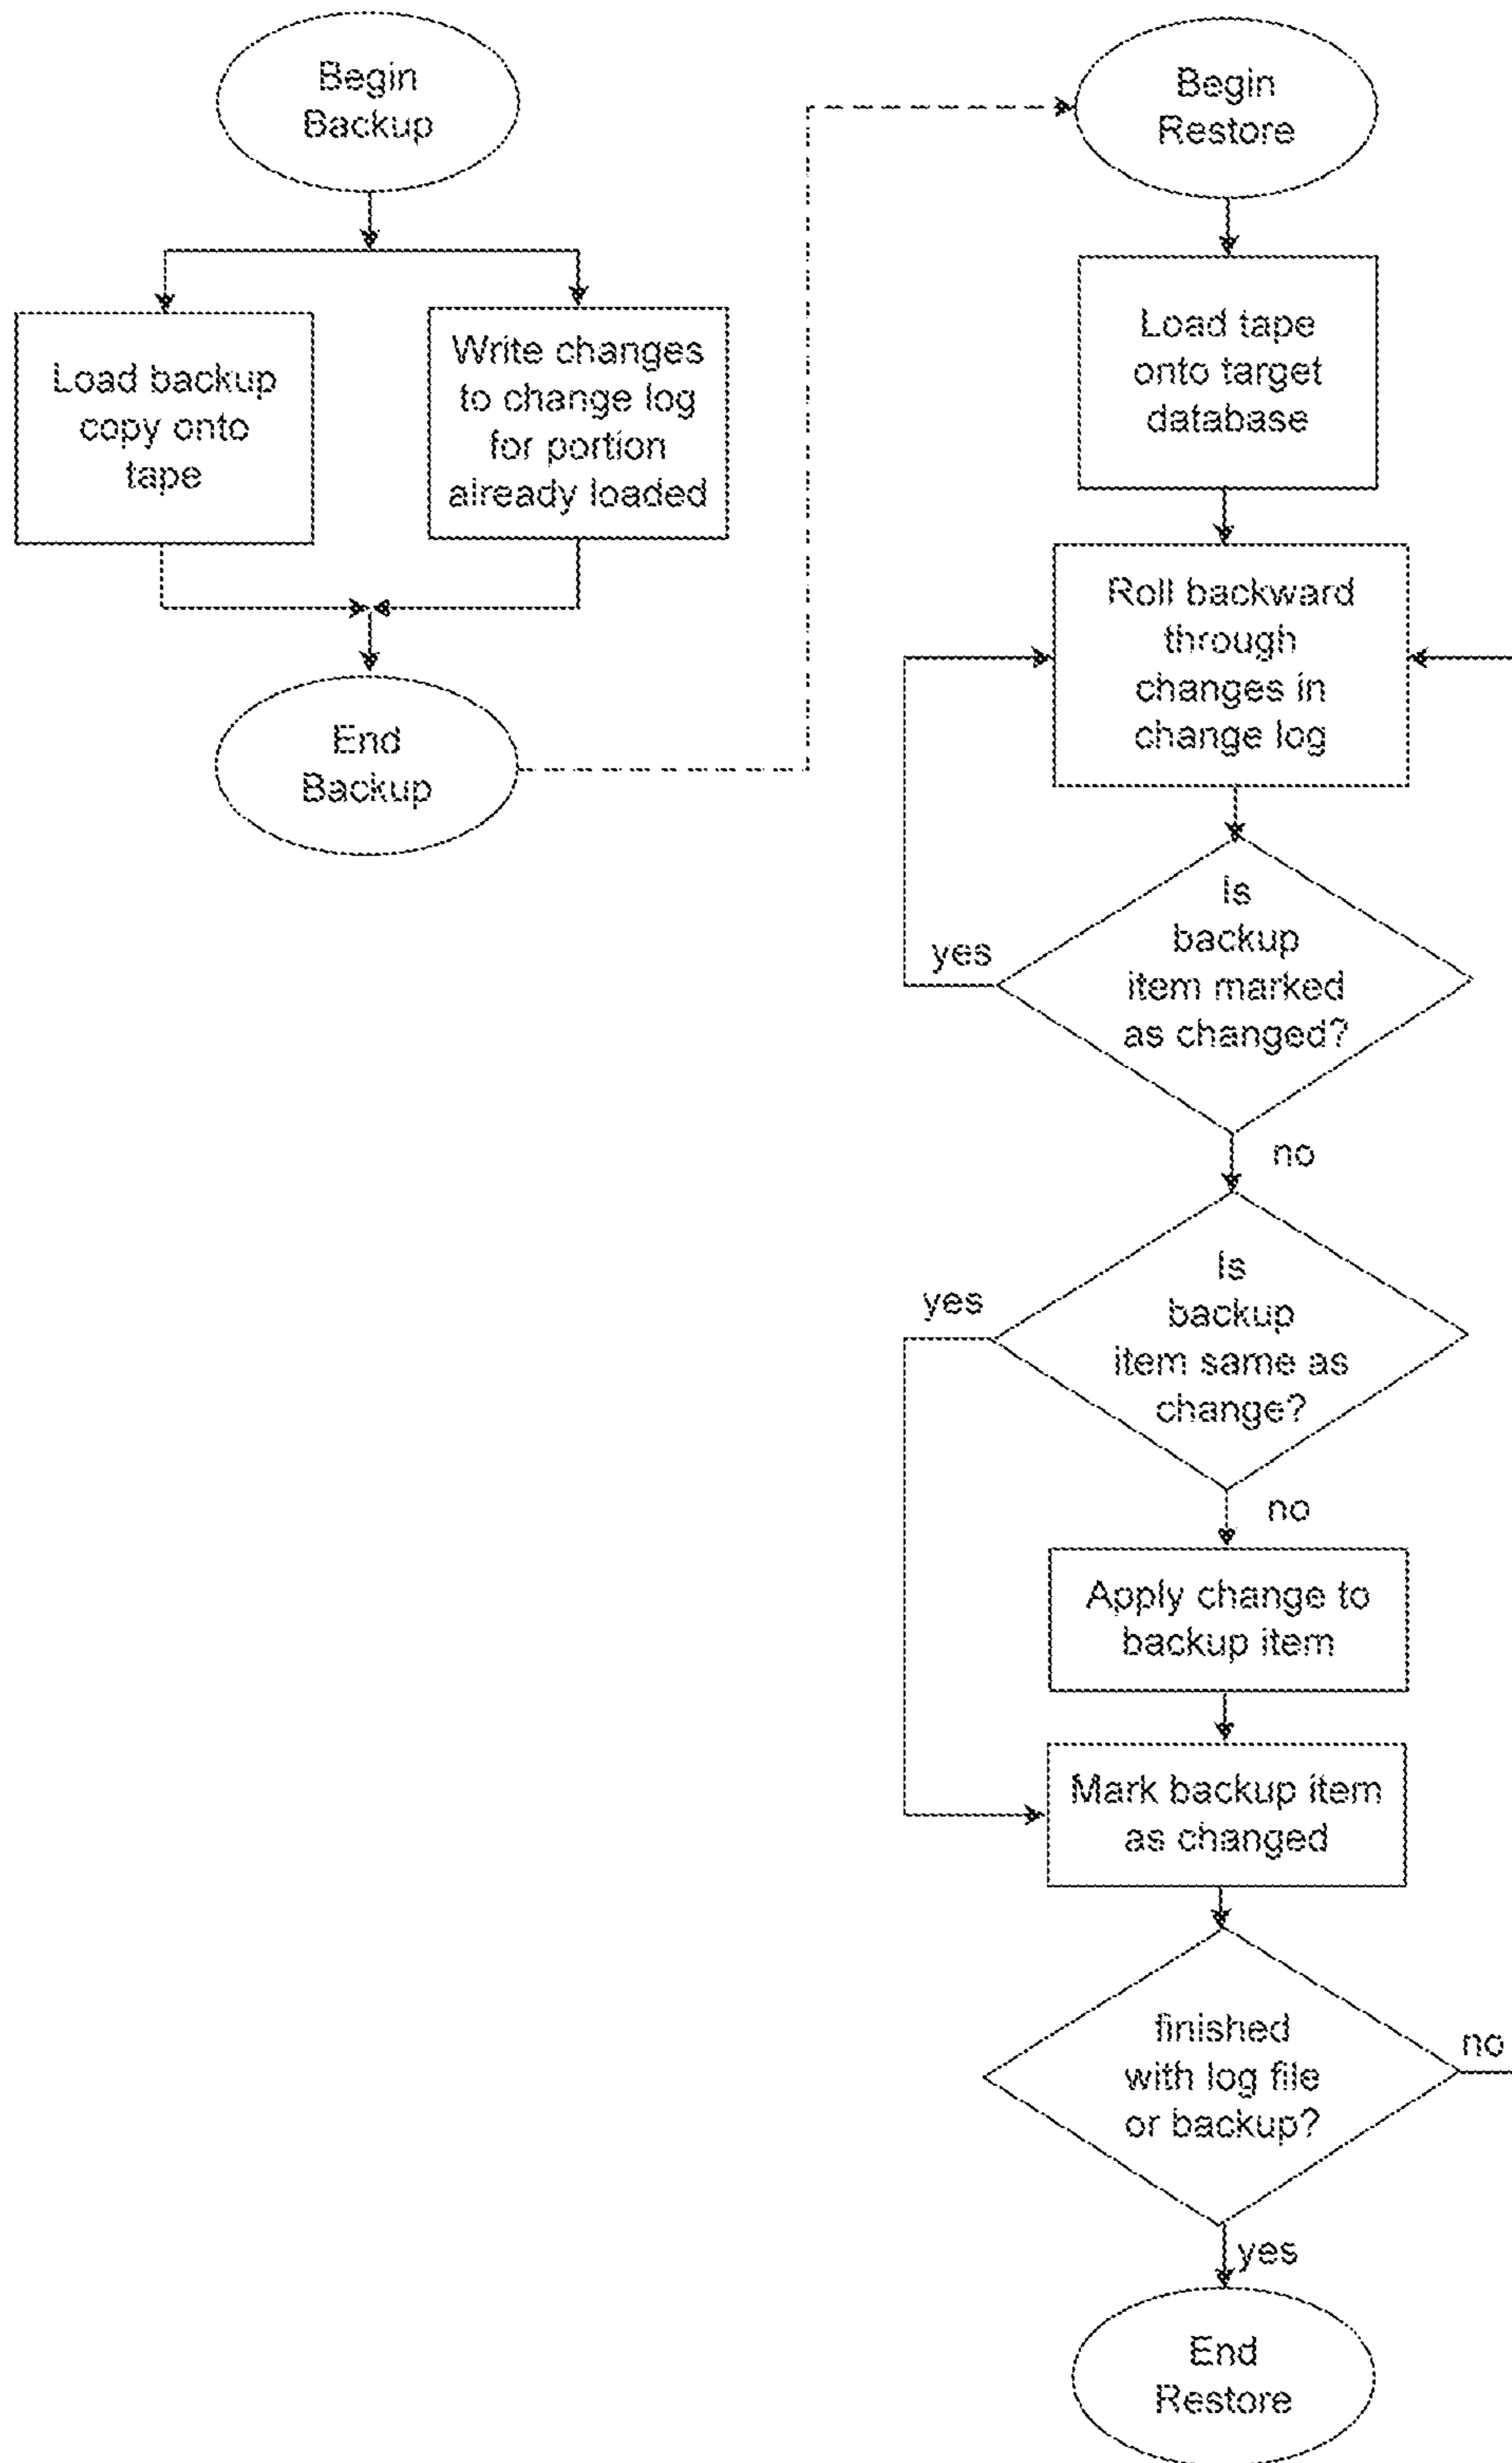 Begin
Backup
Load backup
copy onto
tape
Write changes
to change log
for portion
already loaded
End
Backup
Begin
Restore
Load tape
onto target
database
Roll backward
through
changes in
change log
Is
backup
item marked
as changed?
yes
no
Is
backup
item same as
change?
yes
no
Apply change to
backup item
Mark backup item
as changed
finished
with log file
or backup?
no
yes
End
Restore